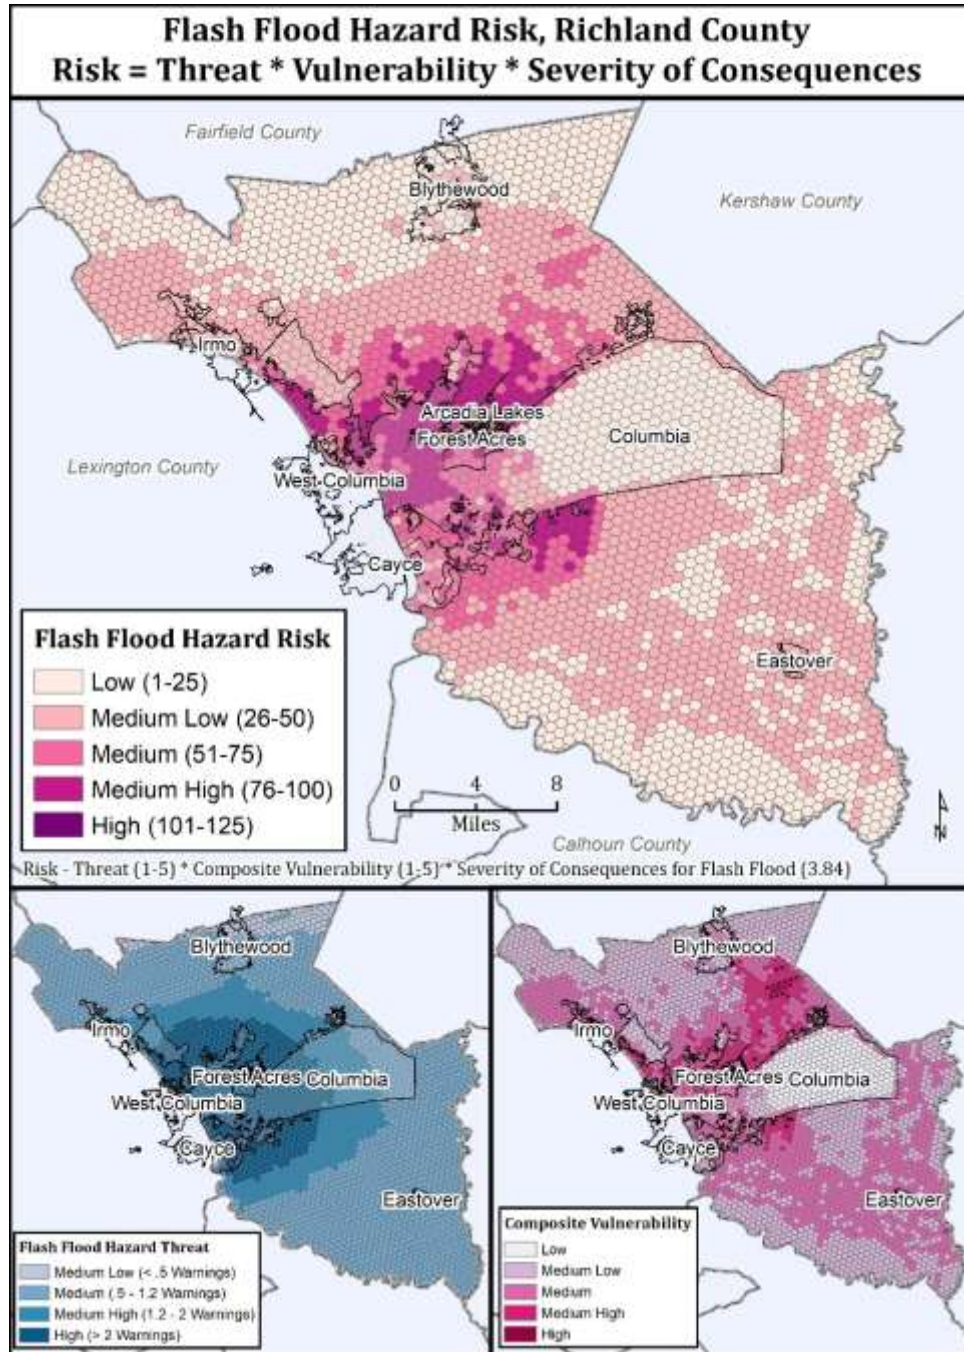 Flash Flood Hazard Risk, Richland County
Risk = Threat * Vulnerability * Severity of Consequences
Fairfield County
Blythewood
Kershaw County
Irmo
Arcadia Lakes
Forest Acres
Columbia
Lexington County
West Columbia
Cayce
Eastover
Flash Flood Hazard Risk
Low (1-25)
Medium Low (26-50)
Medium (51-75)
Medium High (76-100)
High (101-125)
0 4 8
Miles
N
Calhoun County
Risk - Threat (1-5) * Composite Vulnerability (1-5) * Severity of Consequences for Flash Flood (3.84)
Blythewood
Irmo
Forest Acres
Columbia
West Columbia
Cayce
Eastover
Flash Flood Hazard Threat
Medium Low (< .5 Warnings)
Medium (.5 - 1.2 Warnings)
Medium High (1.2 - 2 Warnings)
High (> 2 Warnings)
Blythewood
Irmo
Forest Acres
Columbia
West Columbia
Cayce
Eastover
Composite Vulnerability
Low
Medium Low
Medium
Medium High
High